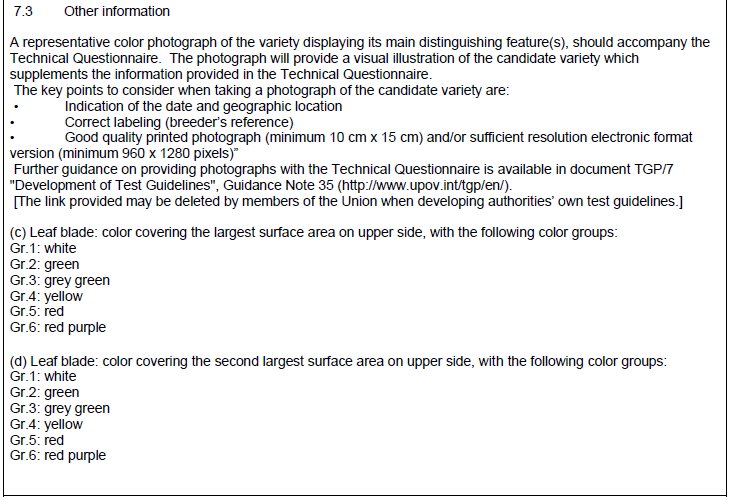 7.3 Other information
A representative color photograph of the variety displaying its main distinguishing feature(s), should accompany the
Technical Questionnaire. The photograph will provide a visual illustration of the candidate variety which
supplements the information provided in the Technical Questionnaire.
The key points to consider when taking a photograph of the candidate variety are:
• Indication of the date and geographic location
• Correct labeling (breeder's reference)
• Good quality printed photograph (minimum 10 cm x 15 cm) and/or sufficient resolution electronic format
version (minimum 960 x 1280 pixels)"
Further guidance on providing photographs with the Technical Questionnaire is available in document TGP/7
"Development of Test Guidelines", Guidance Note 35 (http://www.upov.int/tgp/en/).
[The link provided may be deleted by members of the Union when developing authorities' own test guidelines.]
(c) Leaf blade: color covering the largest surface area on upper side, with the following color groups:
Gr.1: white
Gr.2: green
Gr.3: grey green
Gr.4: yellow
Gr.5: red
Gr.6: red purple
(d) Leaf blade: color covering the second largest surface area on upper side, with the following color groups:
Gr.1: white
Gr.2: green
Gr.3: grey green
Gr.4: yellow
Gr.5: red
Gr.6: red purple